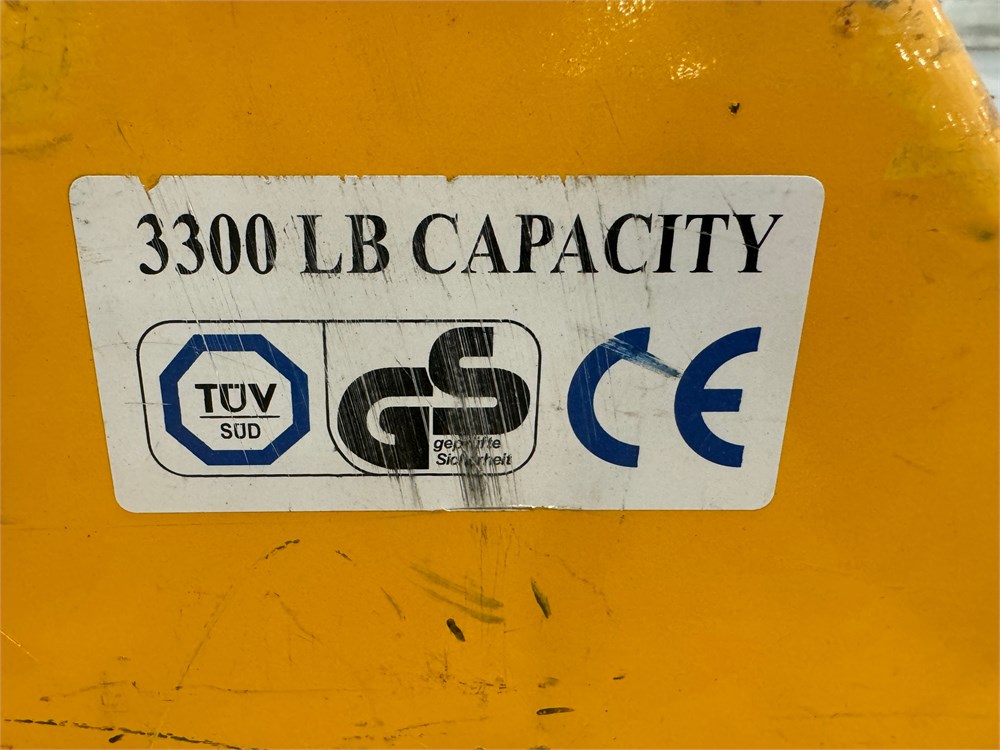 3300 LB CAPACITY
TÜV
SÜD
GS
geprüfte
Sicherheit
CE